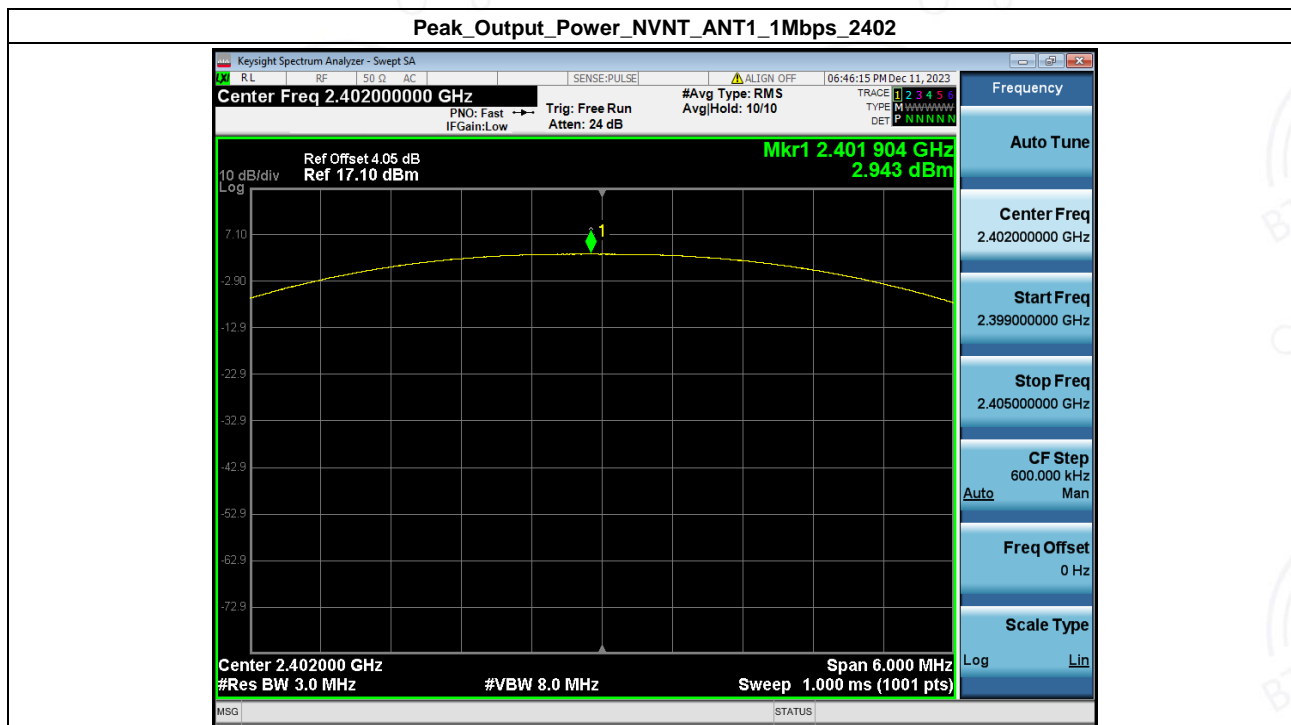 Peak_Output_Power_NVNT_ANT1_1Mbps_2402
Keysight Spectrum Analyzer - Swept SA
LXI RL RF 50 Ω AC SENSE:PULSE ALIGN OFF 06:46:15 PM Dec 11, 2023
Center Freq 2.402000000 GHz
PNO: Fast
IFGain:Low
Trig: Free Run
Atten: 24 dB
#Avg Type: RMS
Avg|Hold: 10/10
TRACE 1 2 3 4 5 6
TYPE M WWWWW
DET P N N N N N
Mkr1 2.401 904 GHz
2.943 dBm
Ref Offset 4.05 dB
10 dB/div Ref 17.10 dBm
Log
1
7.10
-2.90
-12.9
-22.9
-32.9
-42.9
-52.9
-62.9
-72.9
Center 2.402000 GHz Span 6.000 MHz
#Res BW 3.0 MHz #VBW 8.0 MHz Sweep 1.000 ms (1001 pts)
MSG STATUS
Frequency
Auto Tune
Center Freq
2.402000000 GHz
Start Freq
2.399000000 GHz
Stop Freq
2.405000000 GHz
CF Step
600.000 kHz
Auto Man
Freq Offset
0 Hz
Scale Type
Log Lin